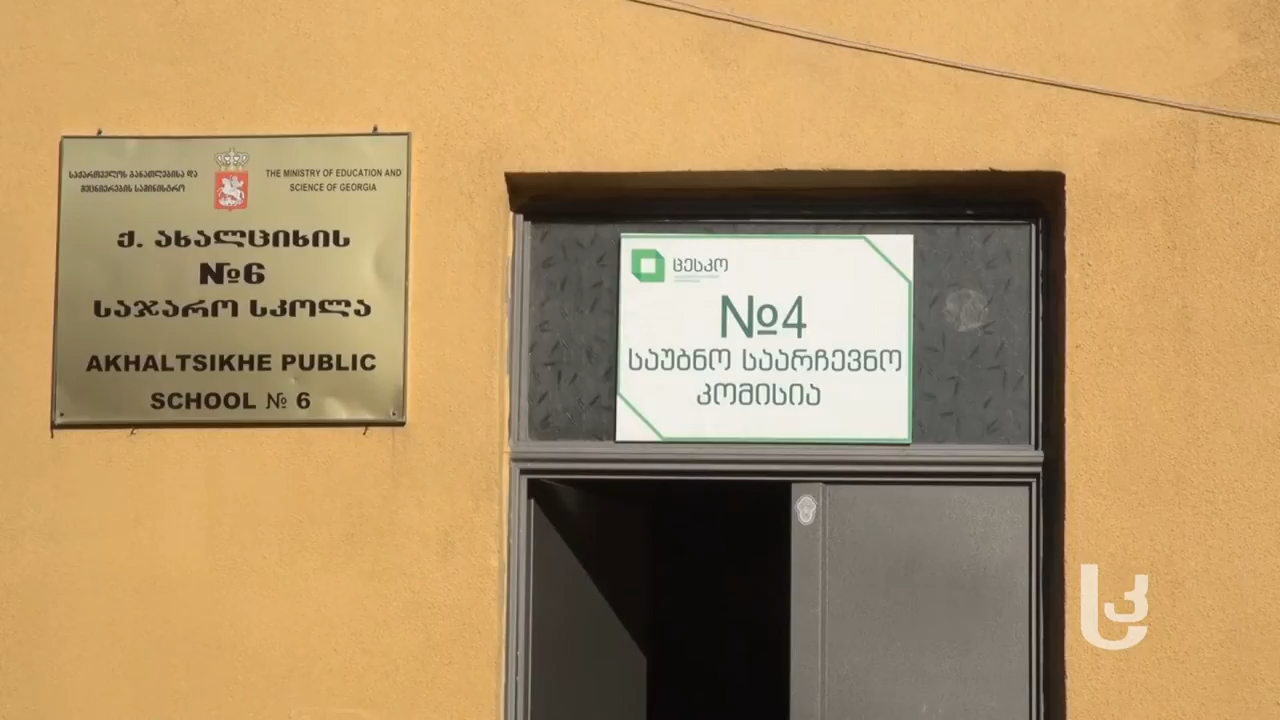 საქართველოს განათლებისა და
მეცნიერების სამინისტრო
THE MINISTRY OF EDUCATION AND
SCIENCE OF GEORGIA
ქ. ახალციხის
№6
საჯარო სკოლა
AKHALTSIKHE PUBLIC
SCHOOL № 6
ცესკო
№4
საუბნო საარჩევნო
კომისია